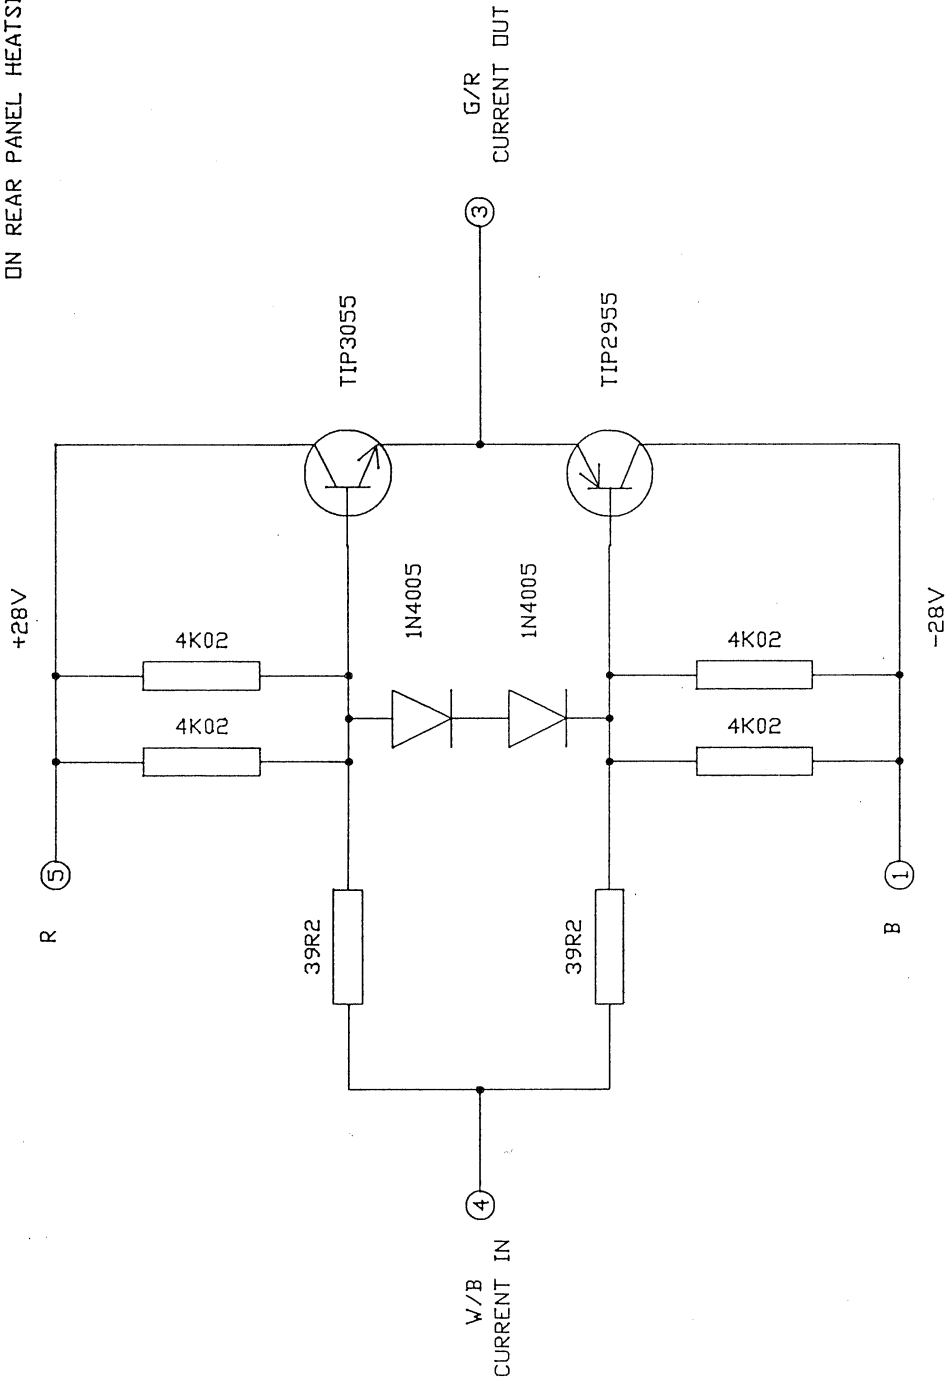 ON REAR PANEL
G/R
CURRENT OUT
3
TIP3055
TIP2955
+28V
-28V
1N4005
1N4005
4K02
4K02
4K02
4K02
R
5
B
1
39R2
39R2
4
W/B
CURRENT IN